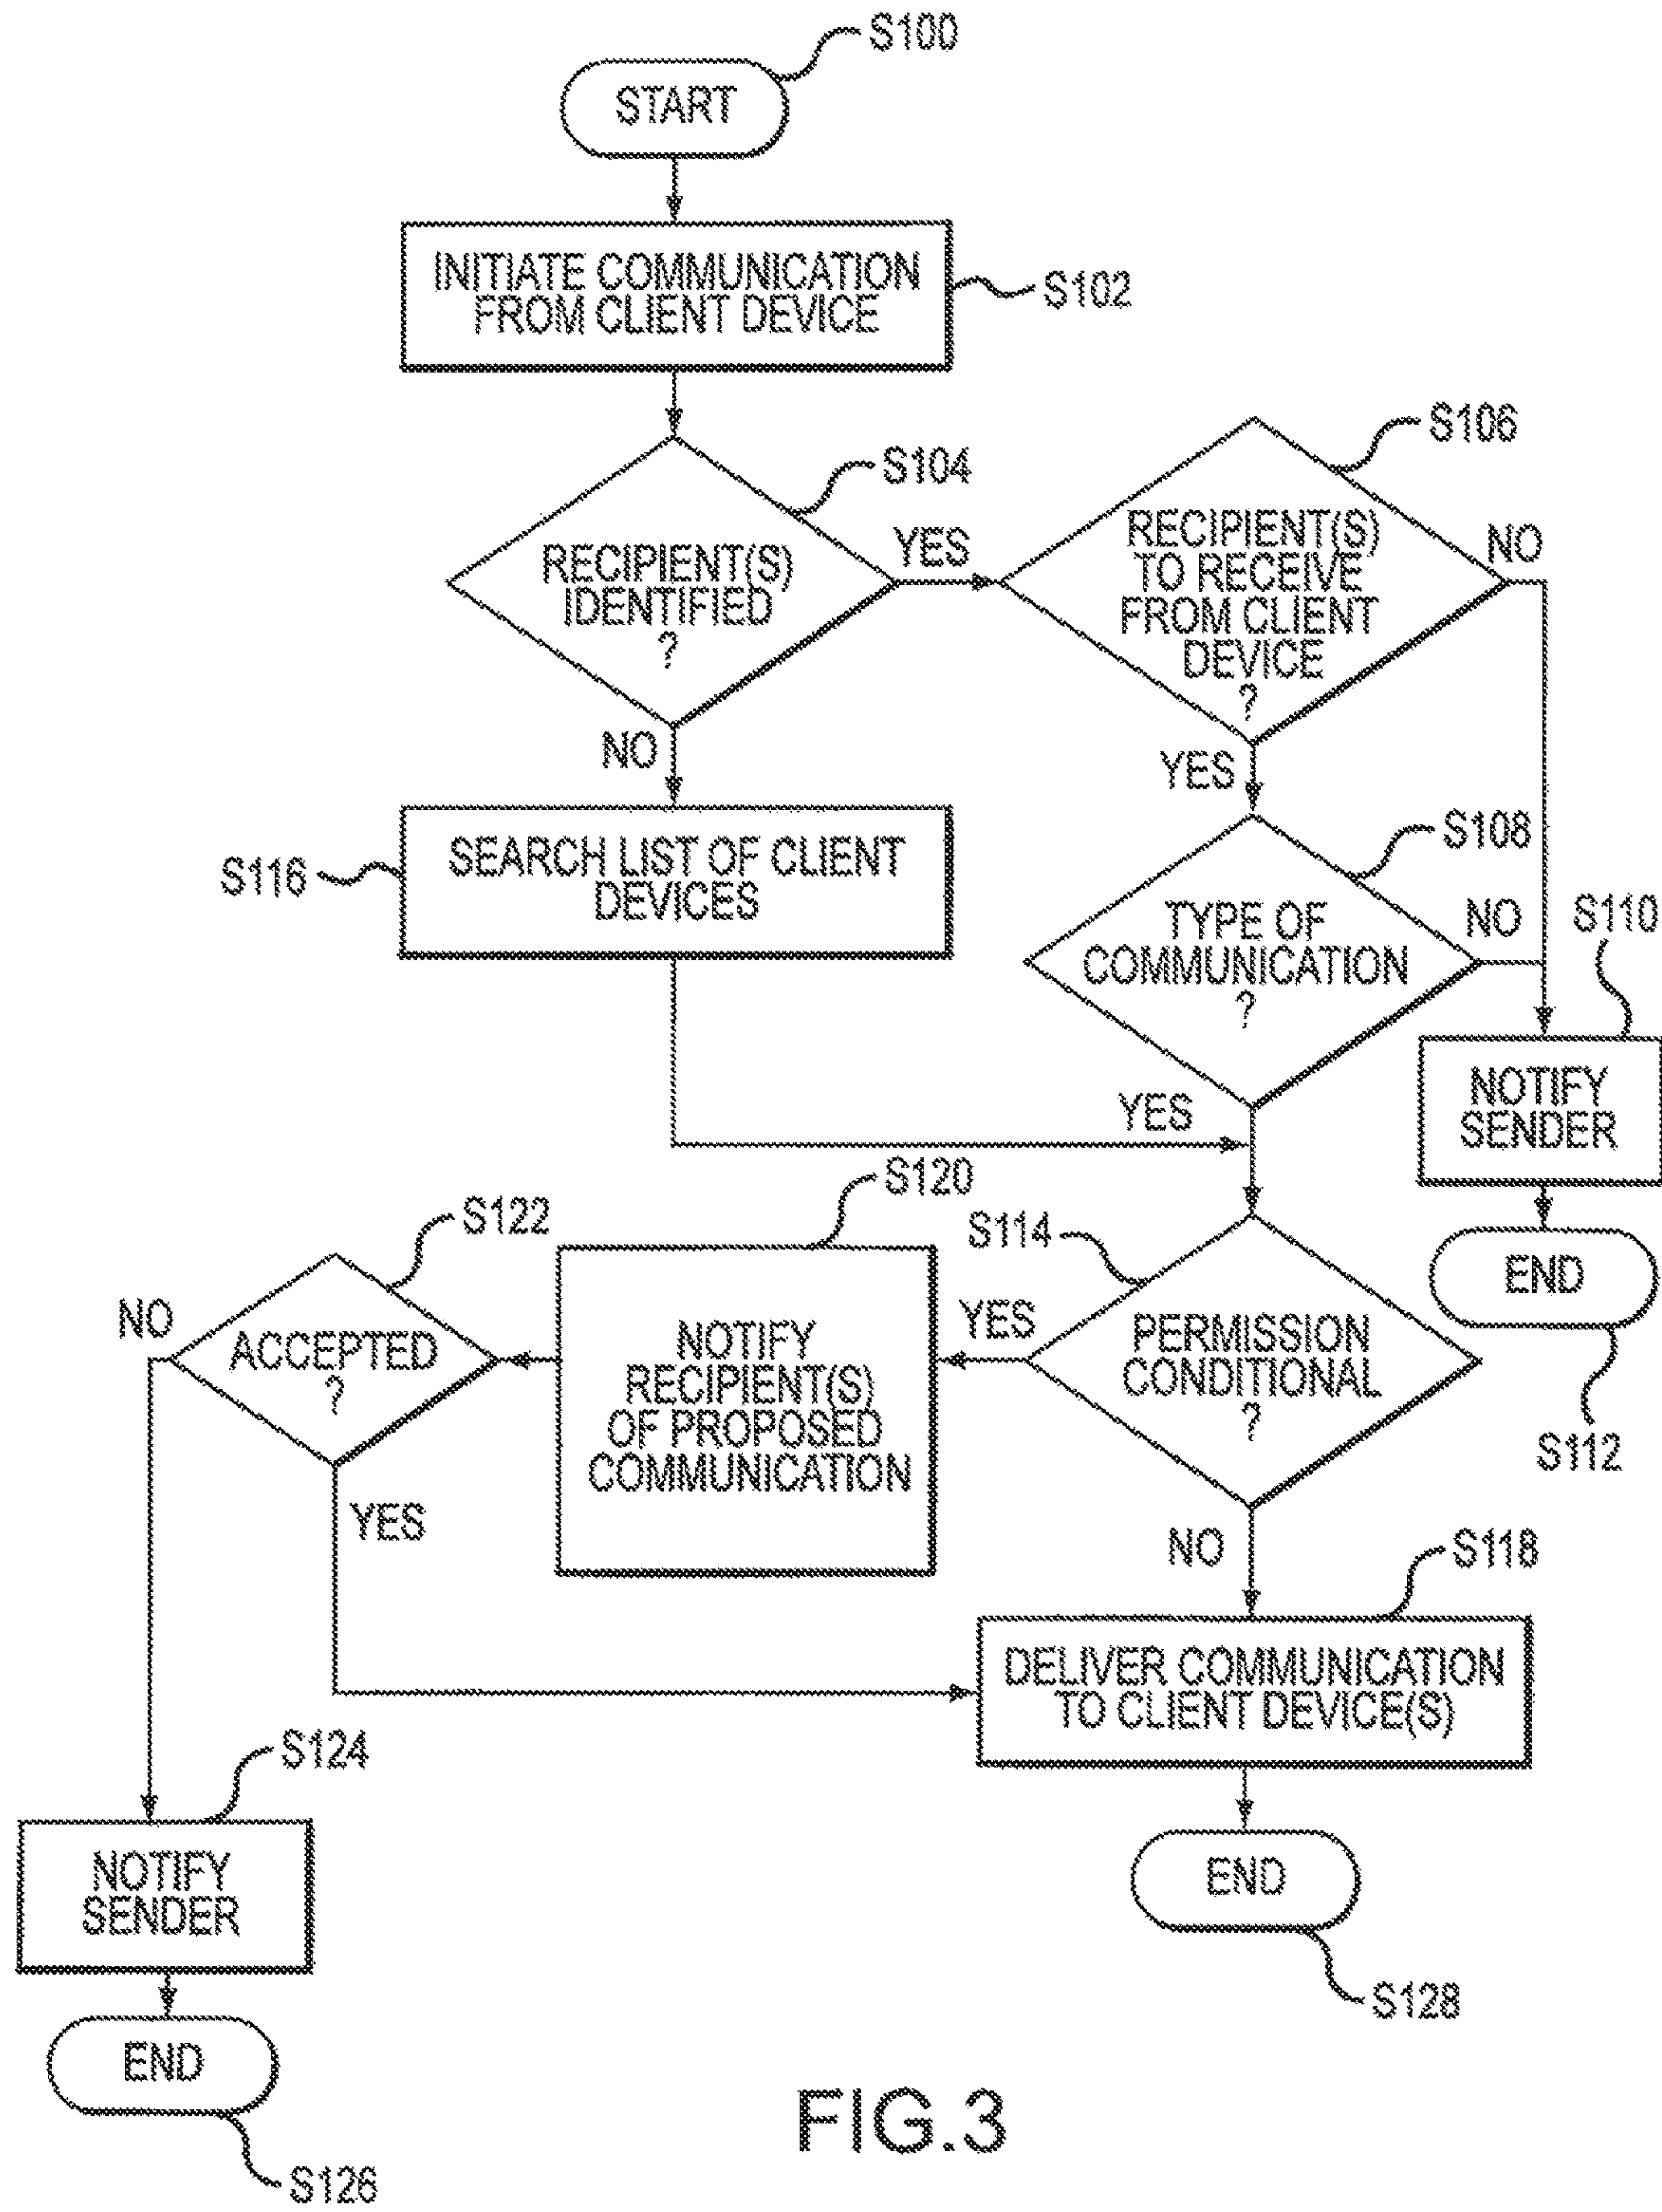 S100
START
INITIATE COMMUNICATION
FROM CLIENT DEVICE
S102
S104
RECIPIENT(S)
IDENTIFIED
?
YES
NO
S106
RECIPIENT(S)
TO RECEIVE
FROM CLIENT
DEVICE
?
NO
YES
S116
SEARCH LIST OF CLIENT
DEVICES
S108
TYPE OF
COMMUNICATION
?
NO
YES
S110
NOTIFY
SENDER
END
S112
S114
PERMISSION
CONDITIONAL
?
YES
NO
S120
NOTIFY
RECIPIENT(S)
OF PROPOSED
COMMUNICATION
S122
ACCEPTED
?
NO
YES
S118
DELIVER COMMUNICATION
TO CLIENT DEVICE(S)
END
S128
S124
NOTIFY
SENDER
END
S126
FIG.3